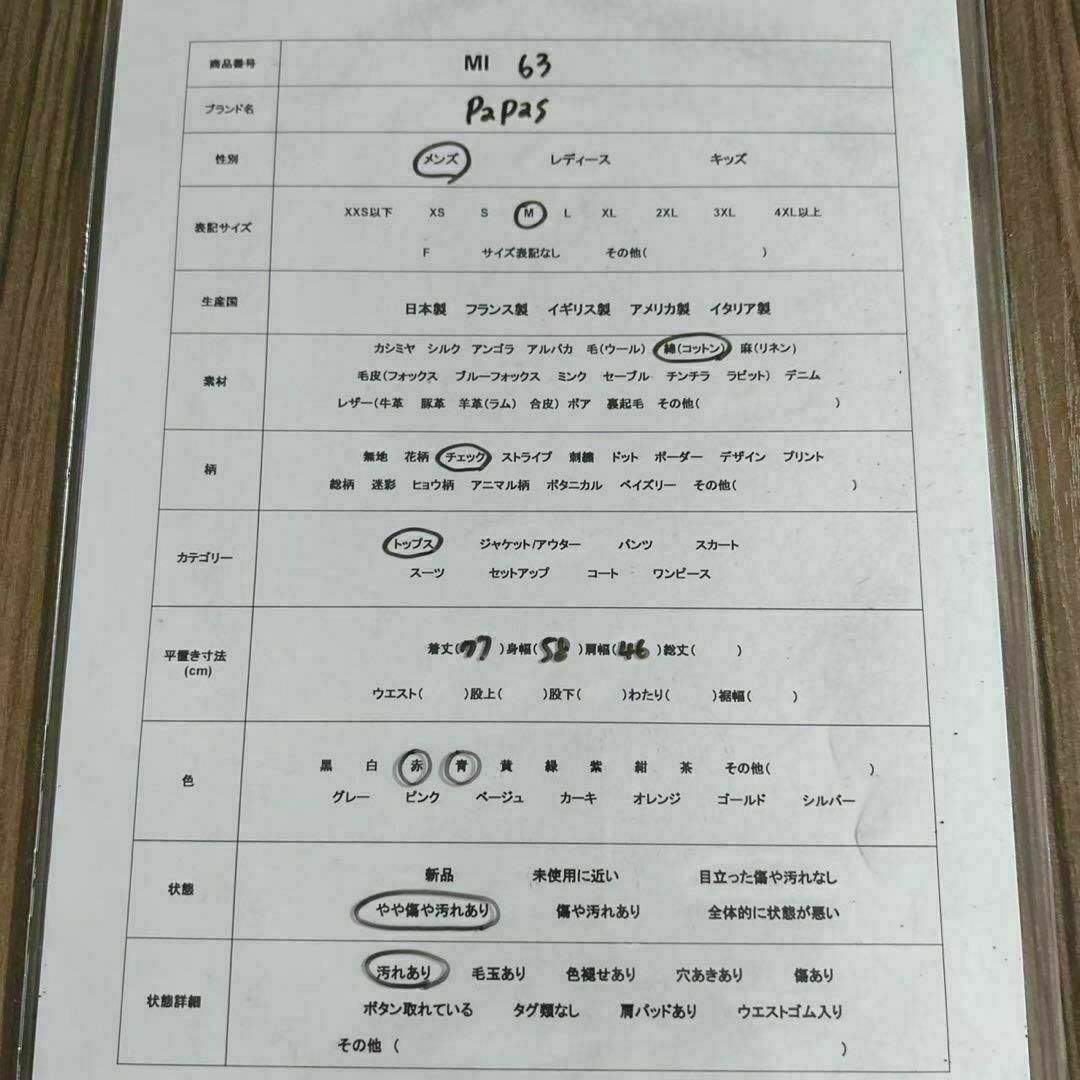 商品番号 MI 63
ブランド名 Papas
性別 メンズ レディース キッズ
表記サイズ XXS以下 XS S M L XL 2XL 3XL 4XL以上
F サイズ表記なし その他( )
生産国 日本製 フランス製 イギリス製 アメリカ製 イタリア製
素材 カシミヤ シルク アンゴラ アルパカ 毛(ウール) 綿(コットン) 麻(リネン)
毛皮(フォックス ブルーフォックス ミンク セーブル チンチラ ラビット) デニム
レザー(牛革 豚革 羊革(ラム) 合皮) ボア 裏起毛 その他( )
柄 無地 花柄 チェック ストライプ 刺繍 ドット ボーダー デザイン プリント
総柄 迷彩 ヒョウ柄 アニマル柄 ボタニカル ペイズリー その他( )
カテゴリー トップス ジャケット/アウター パンツ スカート
スーツ セットアップ コート ワンピース
平置き寸法 (cm) 着丈(77)身幅(58)肩幅(46)総丈( )
ウエスト( )股上( )股下( )わたり( )裾幅( )
色 黒 白 赤 青 黄 緑 紫 紺 茶 その他( )
グレー ピンク ベージュ カーキ オレンジ ゴールド シルバー
状態 新品 未使用に近い 目立った傷や汚れなし
やや傷や汚れあり 傷や汚れあり 全体的に状態が悪い
状態詳細 汚れあり 毛玉あり 色褪せあり 穴あきあり 傷あり
ボタン取れている タグ類なし 肩パッドあり ウエストゴム入り
その他 ( )